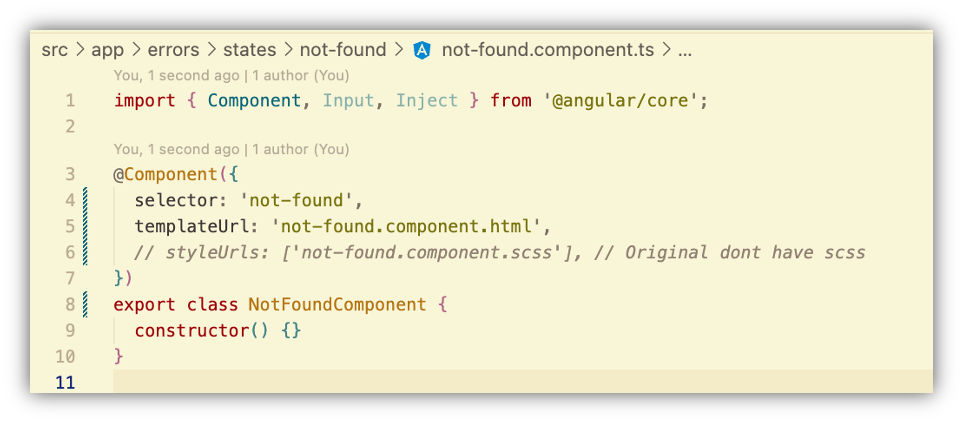 src > app > errors > states > not-found > not-found.component.ts > ...
You, 1 second ago | 1 author (You)
1 import { Component, Input, Inject } from '@angular/core';
2
You, 1 second ago | 1 author (You)
3 @Component({
4   selector: 'not-found',
5   templateUrl: 'not-found.component.html',
6   // styleUrls: ['not-found.component.scss'], // Original dont have scss
7 })
8 export class NotFoundComponent {
9   constructor() {}
10 }
11